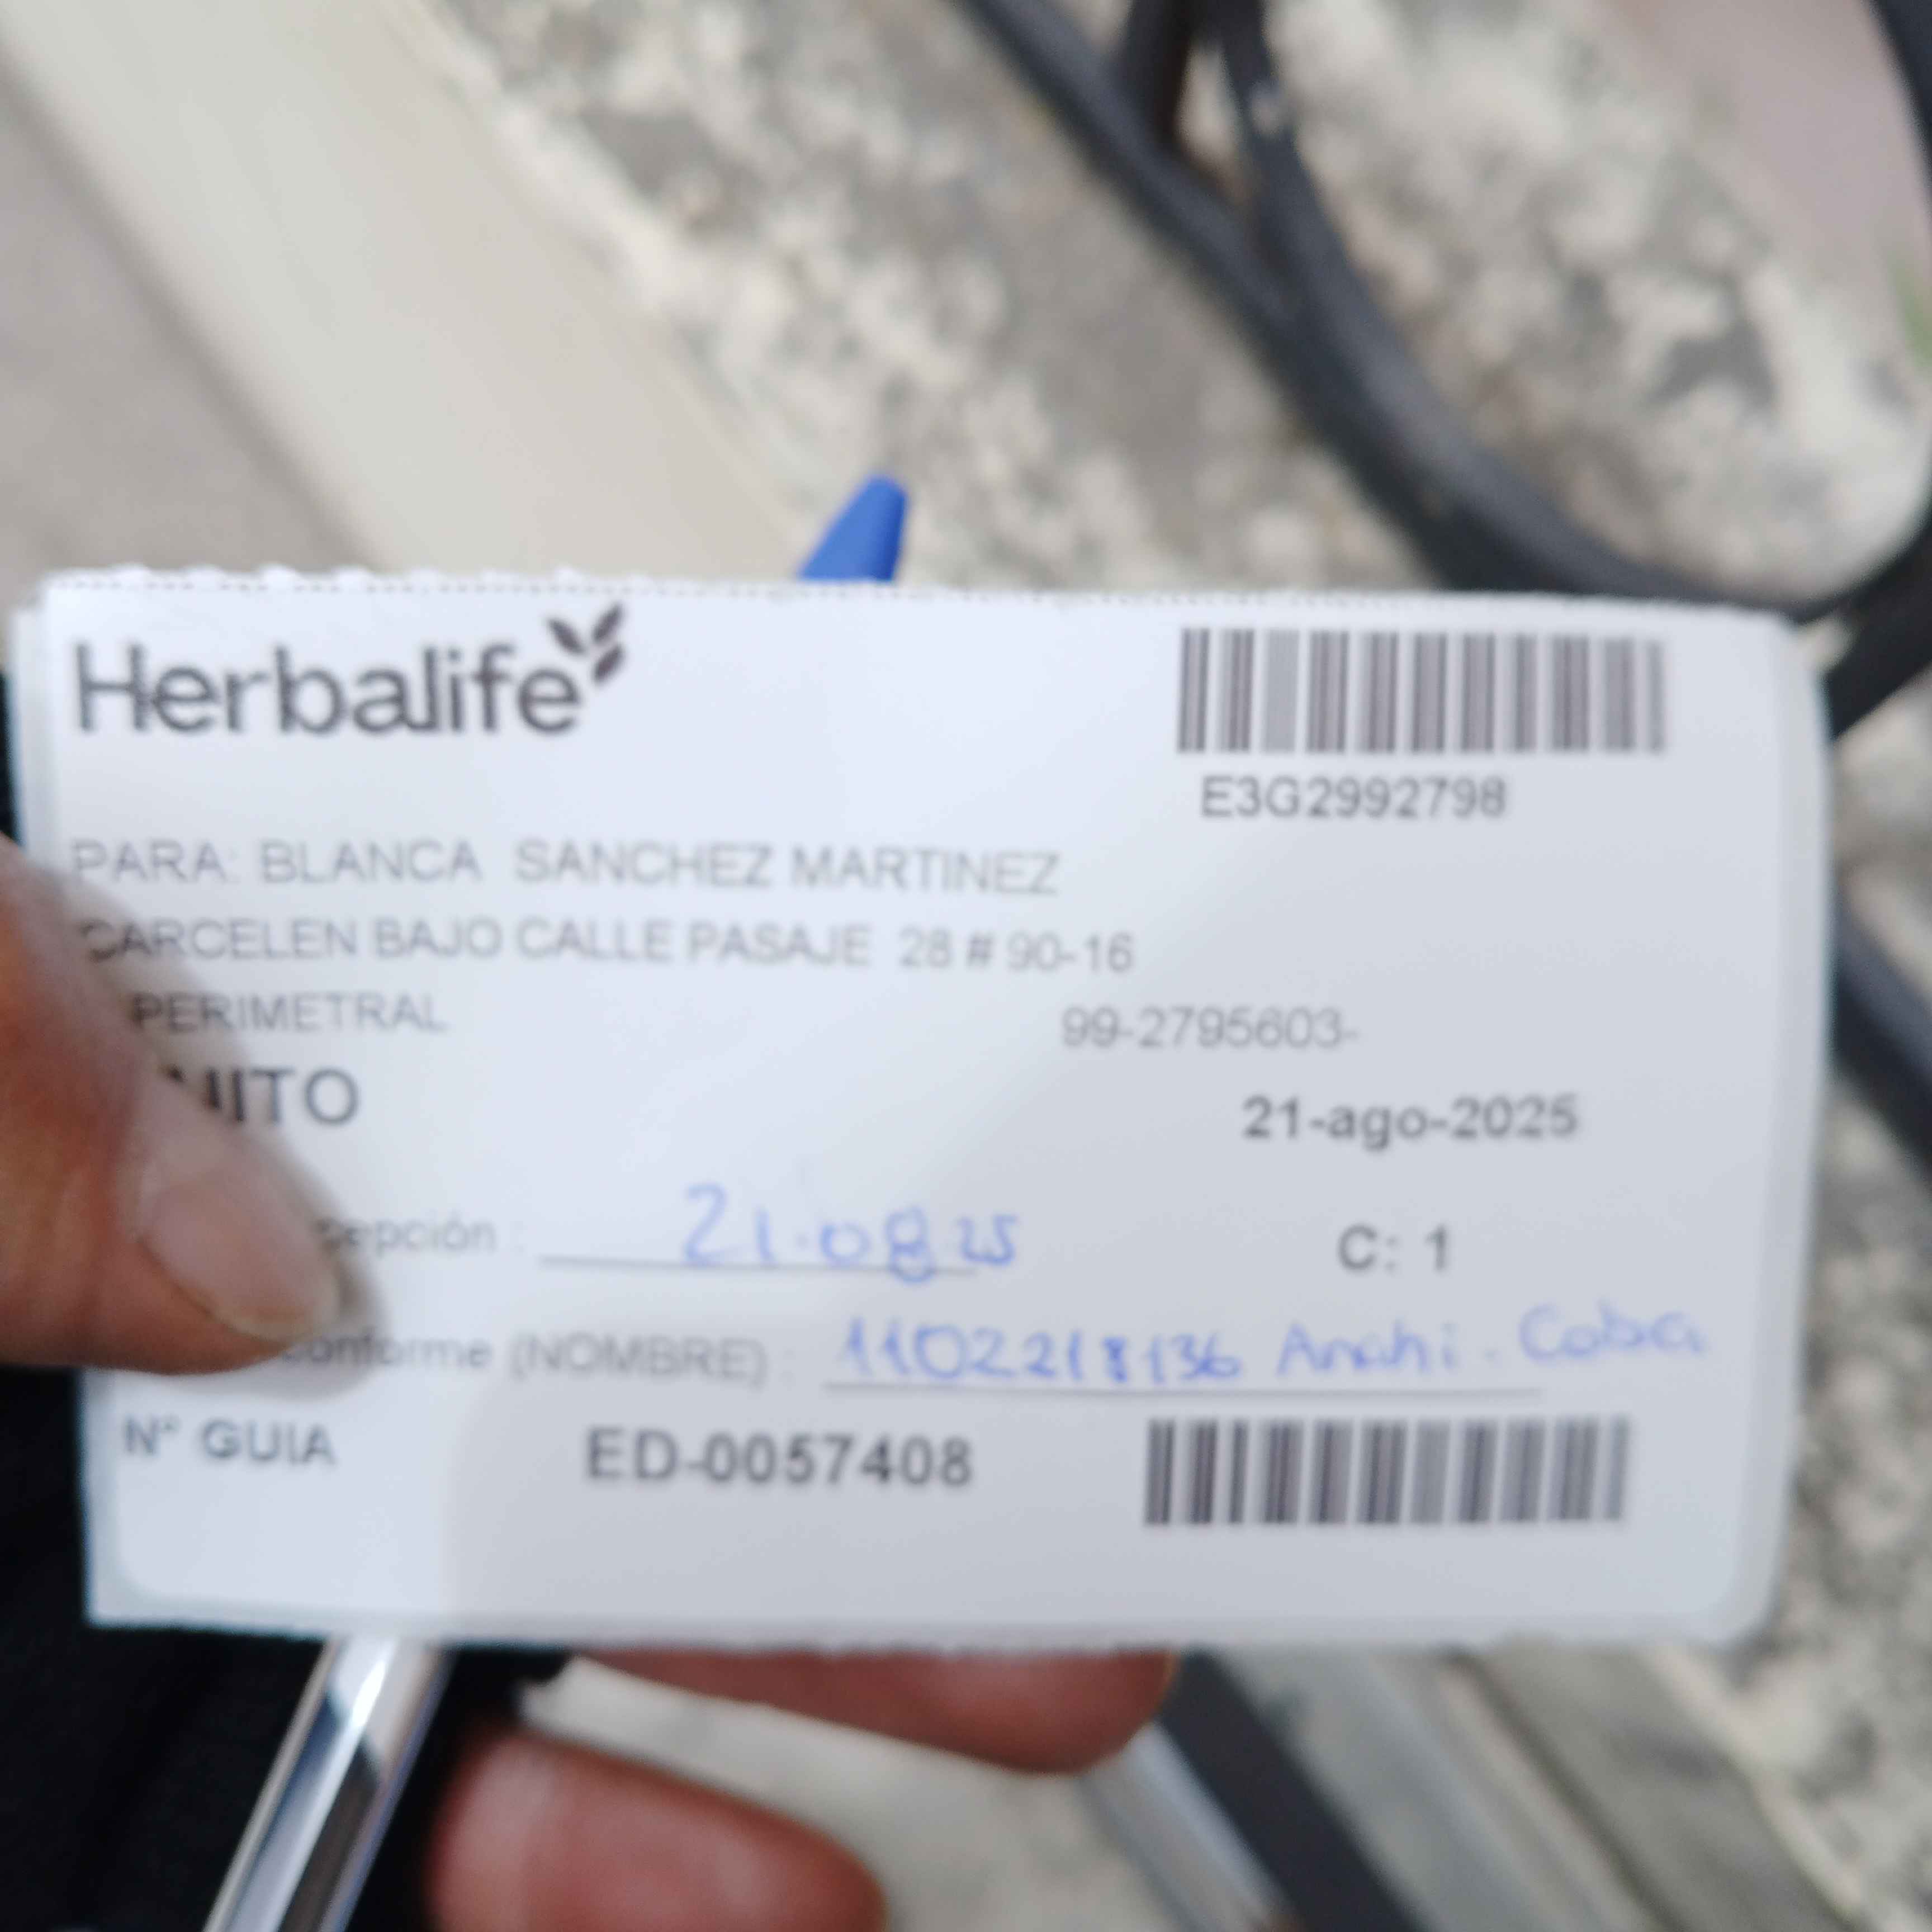 Herbalife
E3G2992798
PARA: BLANCA SANCHEZ MARTINEZ
CARCELEN BAJO CALLE PASAJE 28 # 90-16
PERIMETRAL 99-2795603-
21-ago-2025
21.08 25 C: 1
conforme (NOMBRE) : 1102218136 Anahi. Coba
N° GUIA ED-0057408